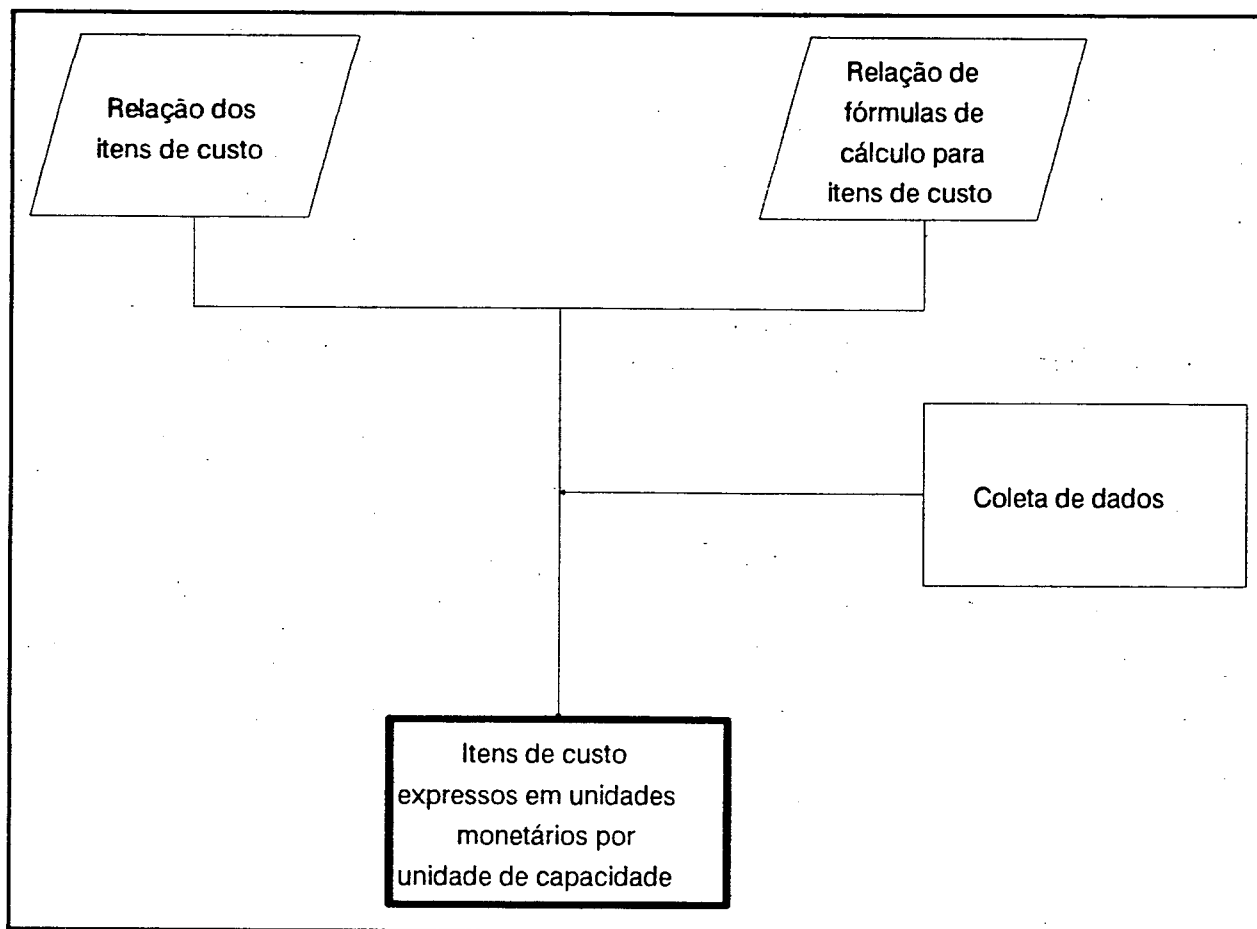 Relação dos
itens de custo
Relação de
fórmulas de
cálculo para
itens de custo
Coleta de dados
Itens de custo
expressos em unidades
monetários por
unidade de capacidade